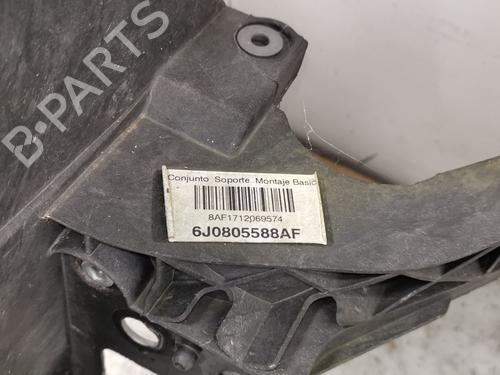 B-PARTS
Conjunto Soporte Montaje Basic
8AF1712069574
6J0805588AF